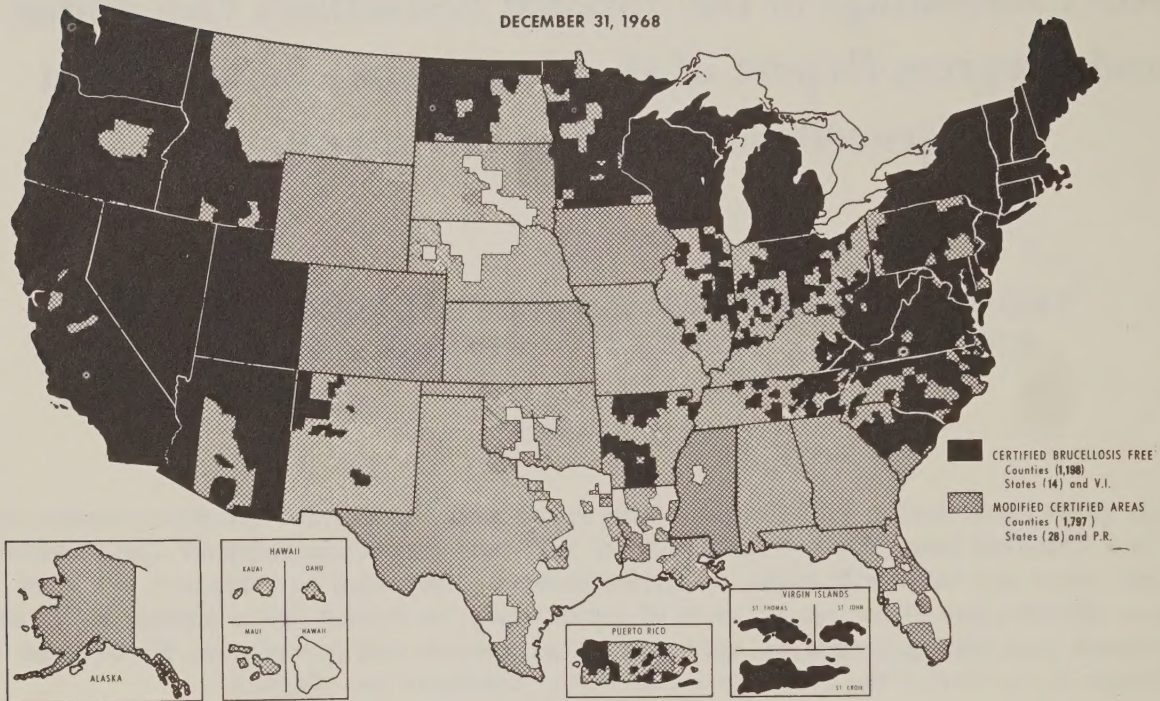 DECEMBER 31, 1968
CERTIFIED BRUCELLOSIS FREE
Counties (1,198)
States (14) and V.I.
MODIFIED CERTIFIED AREAS
Counties (1,797)
States (28) and P.R.
ALASKA
HAWAII
KAUAI
OAHU
MAUI
HAWAII
PUERTO RICO
VIRGIN ISLANDS
ST THOMAS
ST JOHN
ST CROIX